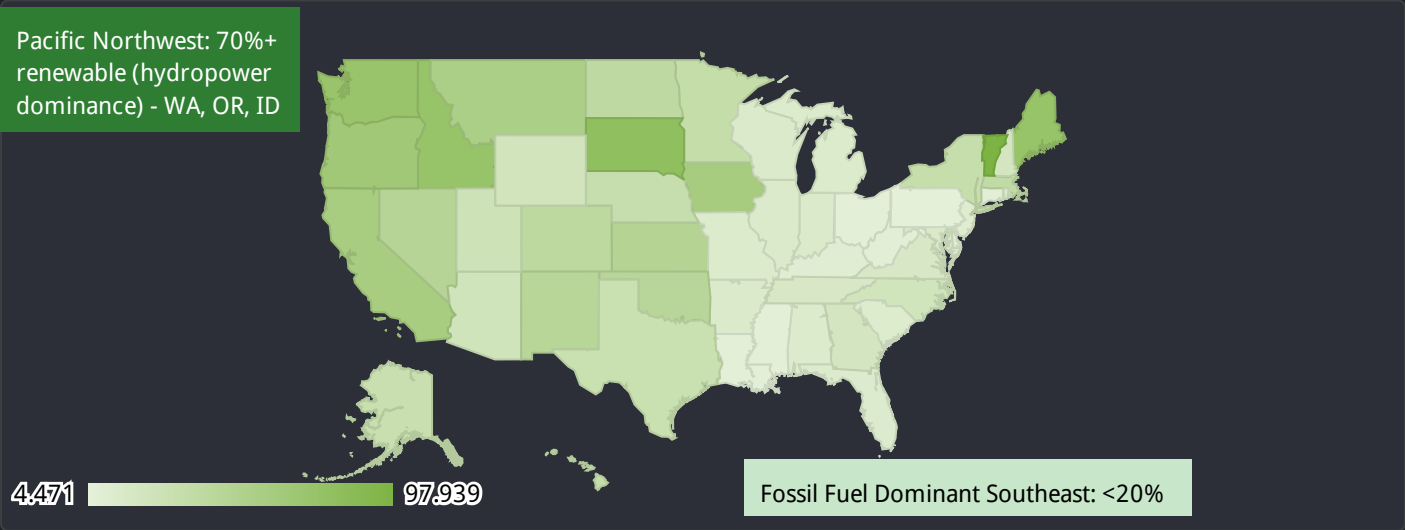 Pacific Northwest: 70%+
renewable (hydropower
dominance) - WA, OR, ID
4.471
97.939
Fossil Fuel Dominant Southeast: <20%